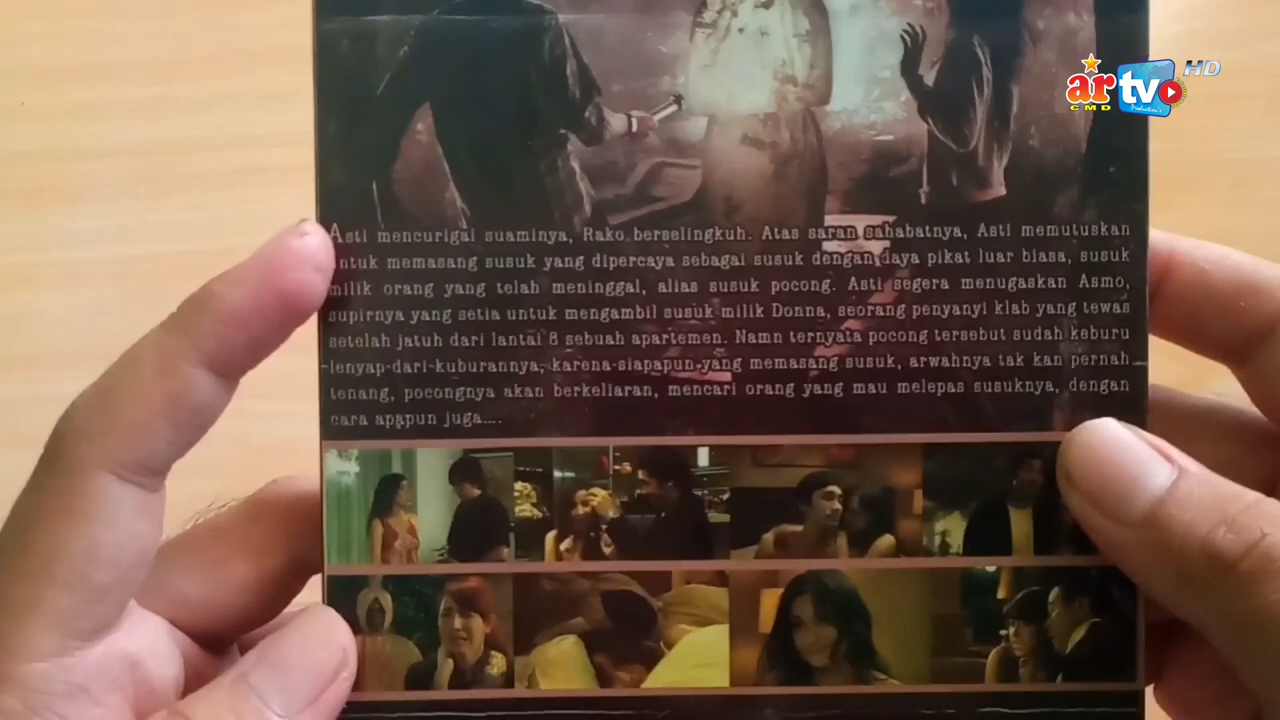 ar tv HD
CMD Production's
Asti mencurigai suaminya, Rako berselingkuh. Atas saran sahabatnya, Asti memutuskan
untuk memasang susuk yang dipercaya sebagai susuk dengan daya pikat luar biasa, susuk
milik orang yang telah meninggal, alias susuk pocong. Asti segera menugaskan Asmo,
supirnya yang setia untuk mengambil susuk milik Donna, seorang penyanyi klab yang tewas
setelah jatuh dari lantai 8 sebuah apartemen. Namn ternyata pocong tersebut sudah keburu
lenyap dari kuburannya, karena siapapun yang memasang susuk, arwahnya tak kan pernah
tenang, pocongnya akan berkeliaran, mencari orang yang mau melepas susuknya, dengan
cara apapun juga....